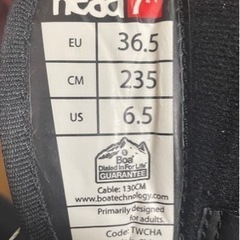 head
EU 36.5
CM 235
US 6.5
Boa
Dialed In For Life
GUARANTEE
Cable: 130CM
www.boatechnology.com
Primarily designed
for adults.
Code: TWCHA